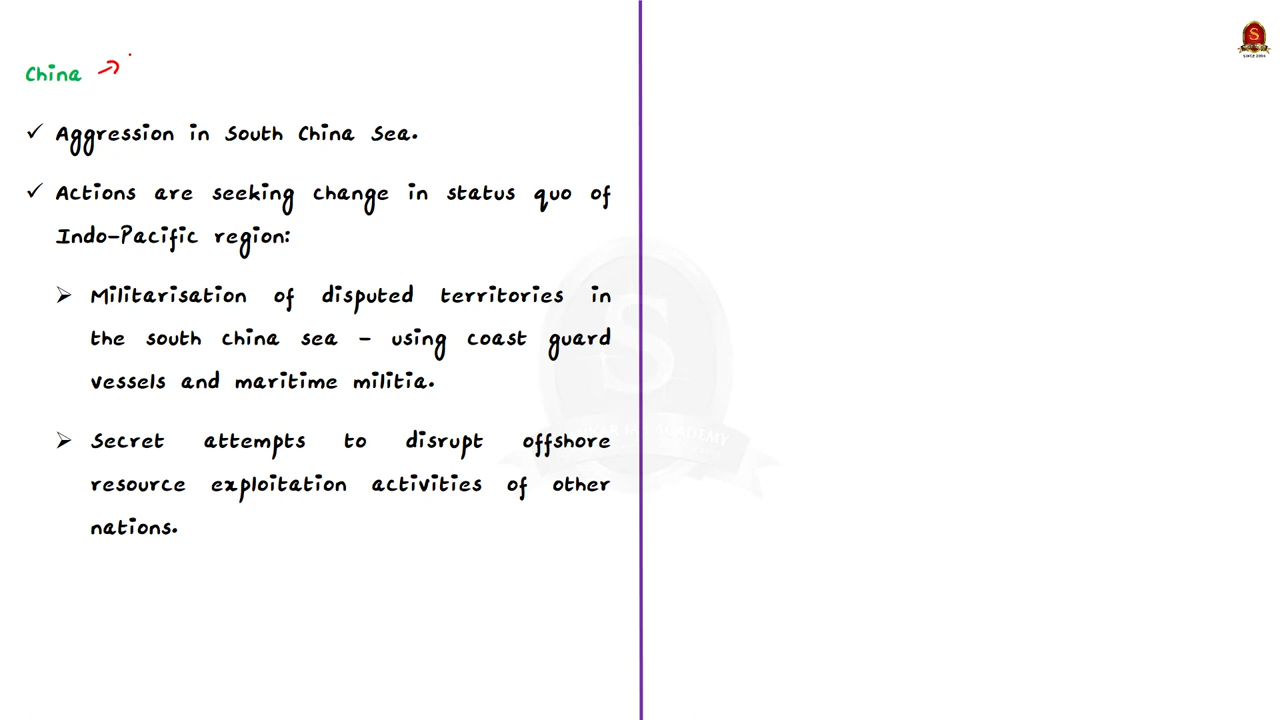 China →
✓ Aggression in South China Sea.
✓ Actions are seeking change in status quo of
Indo-Pacific region:
➢ Militarisation of disputed territories in
the south china sea – using coast guard
vessels and maritime militia.
➢ Secret attempts to disrupt offshore
resource exploitation activities of other
nations.
S
SINCE 2004
S